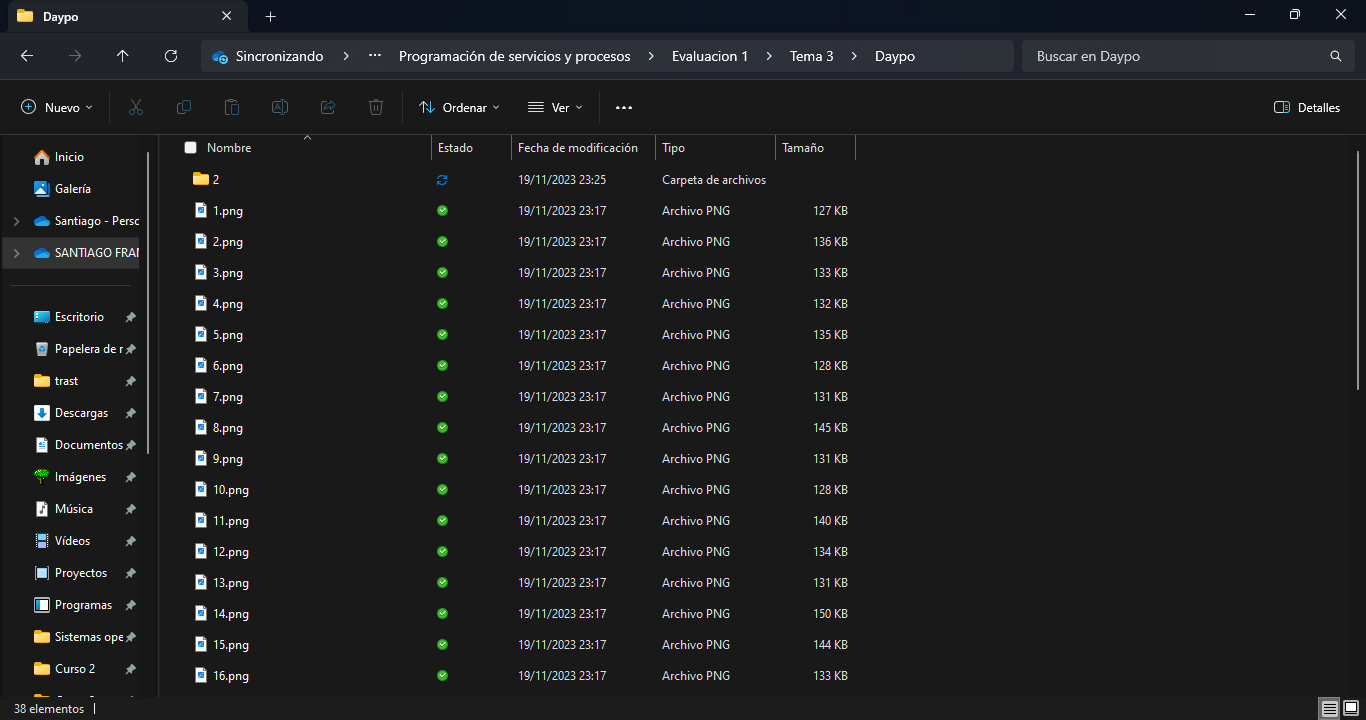 Daypo
Sincronizando > ... Programación de servicios y procesos > Evaluacion 1 > Tema 3 > Daypo
Buscar en Daypo
Nuevo Ordenar Ver ... Detalles
Inicio
Galería
Santiago - Perso
SANTIAGO FRA
Escritorio
Papelera de r
trast
Descargas
Documentos
Imágenes
Música
Vídeos
Proyectos
Programas
Sistemas ope
Curso 2
Nombre Estado Fecha de modificación Tipo Tamaño
2 19/11/2023 23:25 Carpeta de archivos
1.png 19/11/2023 23:17 Archivo PNG 127 KB
2.png 19/11/2023 23:17 Archivo PNG 136 KB
3.png 19/11/2023 23:17 Archivo PNG 133 KB
4.png 19/11/2023 23:17 Archivo PNG 132 KB
5.png 19/11/2023 23:17 Archivo PNG 135 KB
6.png 19/11/2023 23:17 Archivo PNG 128 KB
7.png 19/11/2023 23:17 Archivo PNG 131 KB
8.png 19/11/2023 23:17 Archivo PNG 145 KB
9.png 19/11/2023 23:17 Archivo PNG 131 KB
10.png 19/11/2023 23:17 Archivo PNG 128 KB
11.png 19/11/2023 23:17 Archivo PNG 140 KB
12.png 19/11/2023 23:17 Archivo PNG 134 KB
13.png 19/11/2023 23:17 Archivo PNG 131 KB
14.png 19/11/2023 23:17 Archivo PNG 150 KB
15.png 19/11/2023 23:17 Archivo PNG 144 KB
16.png 19/11/2023 23:17 Archivo PNG 133 KB
38 elementos